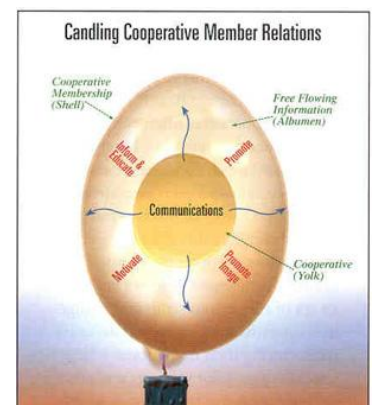 Candling Cooperative Member Relations
Cooperative
Membership
(Shell)
Free Flowing
Information
(Albumen)
Inform &
Educate
Promote
Communications
Motivate
Promote
Image
Cooperative
(Yolk)